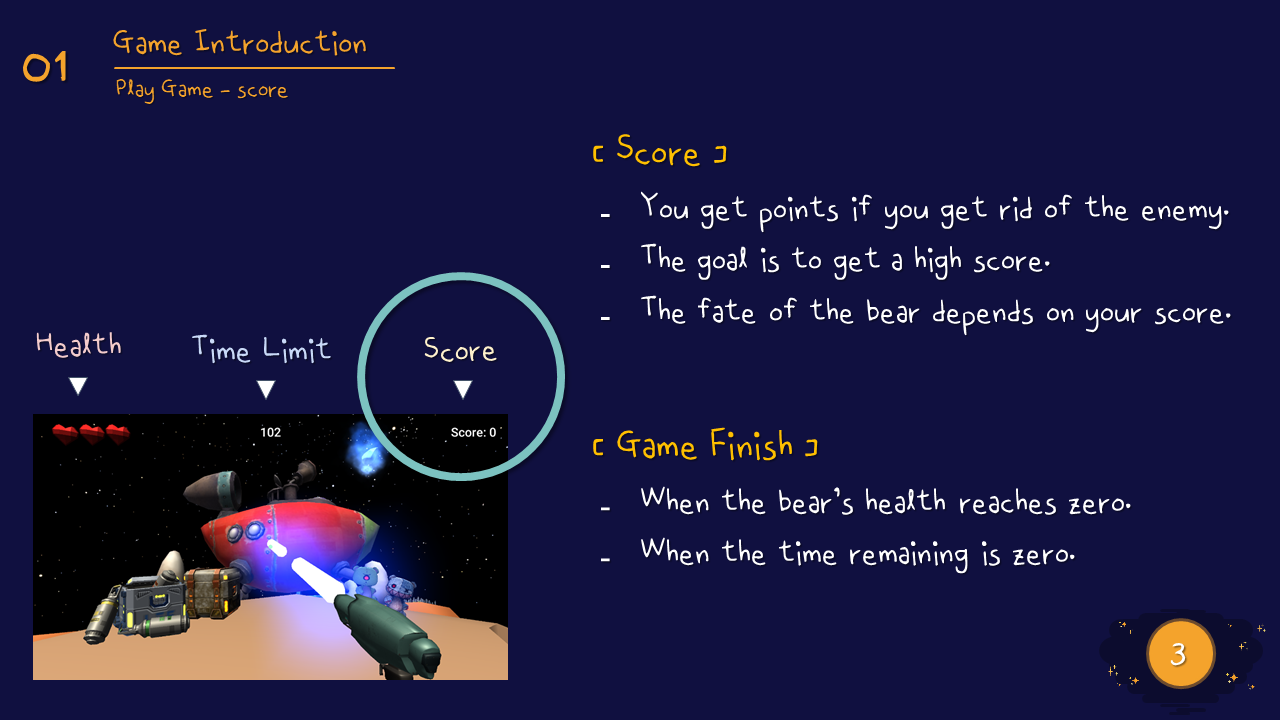 01
Game Introduction
Play Game - score
[ Score ]
- You get points if you get rid of the enemy.
- The goal is to get a high score.
- The fate of the bear depends on your score.
Health
Time Limit
Score
102
Score: 0
[ Game Finish ]
- When the bear's health reaches zero.
- When the time remaining is zero.
3